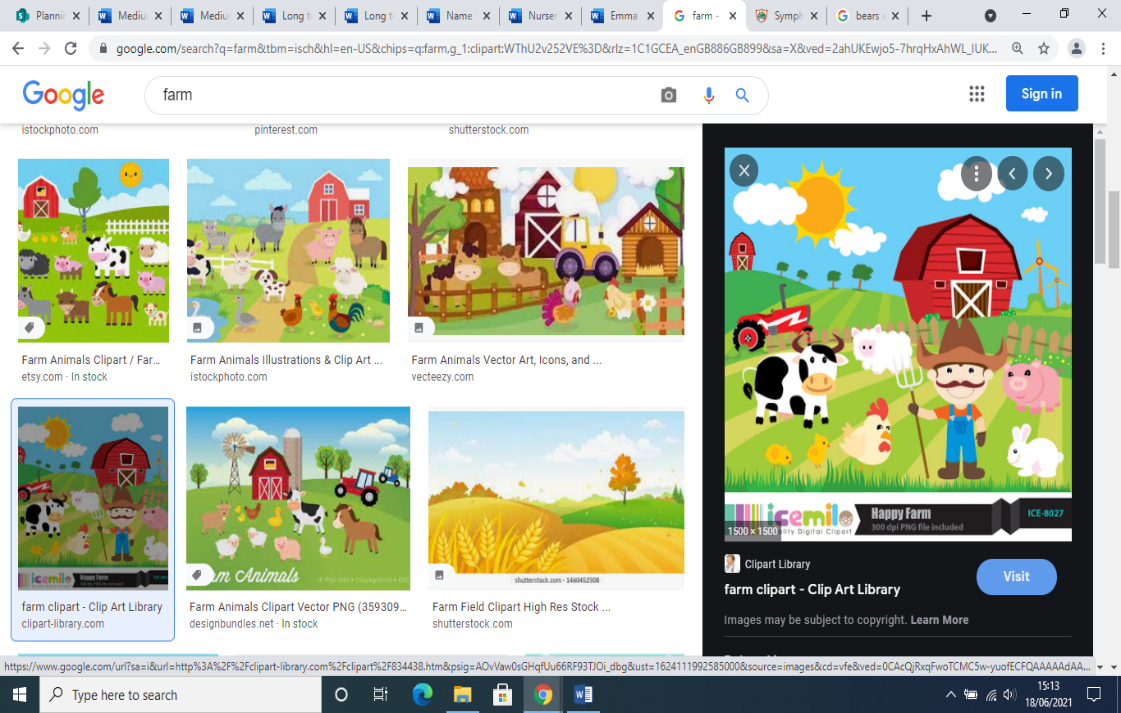 Plannin
Mediu
Mediu
Long t
Long t
Name
Nurser
Emma
farm -
Symph
bears
google.com/search?q=farm&tbm=isch&hl=en-US&chips=q:farm,g_1:clipart:WThU2v252VE%3D&rlz=1C1GCEA_enGB886GB899&sa=X&ved=2ahUKEwjo5-7hrqHxAhWL_IUK...
Google
farm
Sign in
istockphoto.com
pinterest.com
shutterstock.com
Farm Animals Clipart / Far...
etsy.com · In stock
Farm Animals Illustrations & Clip Art ...
istockphoto.com
Farm Animals Vector Art, Icons, and ...
vecteezy.com
icemilo
Happy Farm
farm clipart - Clip Art Library
clipart-library.com
m Animals
Farm Animals Clipart Vector PNG (359309...
designbundles.net · In stock
shutterstock.com · 1460452508
Farm Field Clipart High Res Stock ...
shutterstock.com
icemilo
lity Digital Clipart
Happy Farm
300 dpi PNG file included
ICE-8027
1500 × 1500
Clipart Library
farm clipart - Clip Art Library
Visit
Images may be subject to copyright. Learn More
https://www.google.com/url?sa=i&url=http%3A%2F%2Fclipart-library.com%2Fclipart%2F834438.htm&psig=AOvVaw0sGHqfUu66RF93TJOi_dbg&ust=1624111992585000&source=images&cd=vfe&ved=0CAcQjRxqFwoTCMC5w-yuofECFQAAAAAdAA...
Type here to search
15:13
18/06/2021